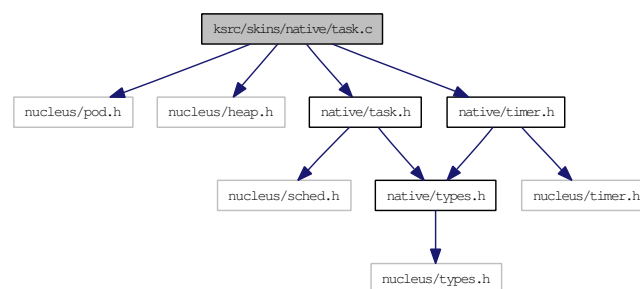 ksrc/skins/native/task.c
nucleus/pod.h
nucleus/heap.h
native/task.h
native/timer.h
nucleus/sched.h
native/types.h
nucleus/timer.h
nucleus/types.h